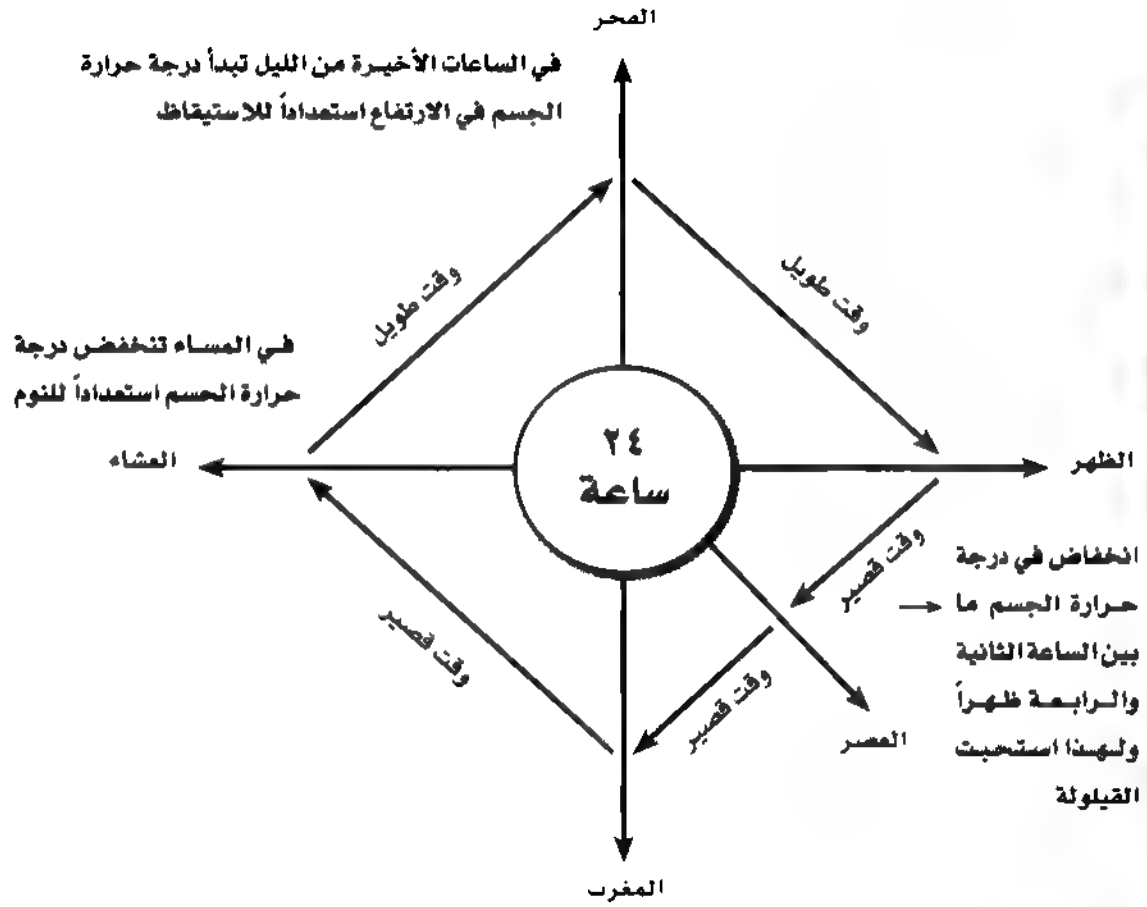 الفجر
في الساعات الأخيرة من الليل تبدأ درجة حرارة
الجسم في الارتفاع استعداداً للاستيقاظ
وقت طويل
وقت طويل
في المساء تنخفض درجة
حرارة الجسم استعداداً للنوم
العشاء
٢٤
ساعة
الظهر
وقت قصير
انخفاض في درجة
حرارة الجسم ما
بين الساعة الثانية
والرابعة ظهراً
ولهذا استحبت
القيلولة
وقت قصير
وقت قصير
العصر
المغرب